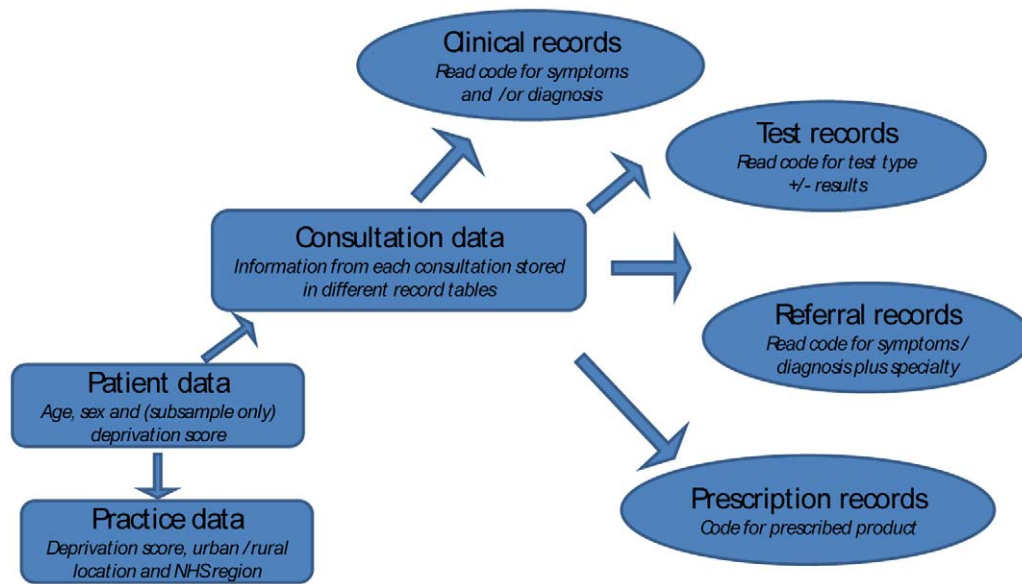 Clinical records
Read code for symptoms
and / or diagnosis
Test records
Read code for test type
+/- results
Consultation data
Information from each consultation stored
in different record tables
Referral records
Read code for symptoms /
diagnosis plus specialty
Patient data
Age, sex and (subsample only)
deprivation score
Prescription records
Code for prescribed product
Practice data
Deprivation score, urban / rural
location and NHS region